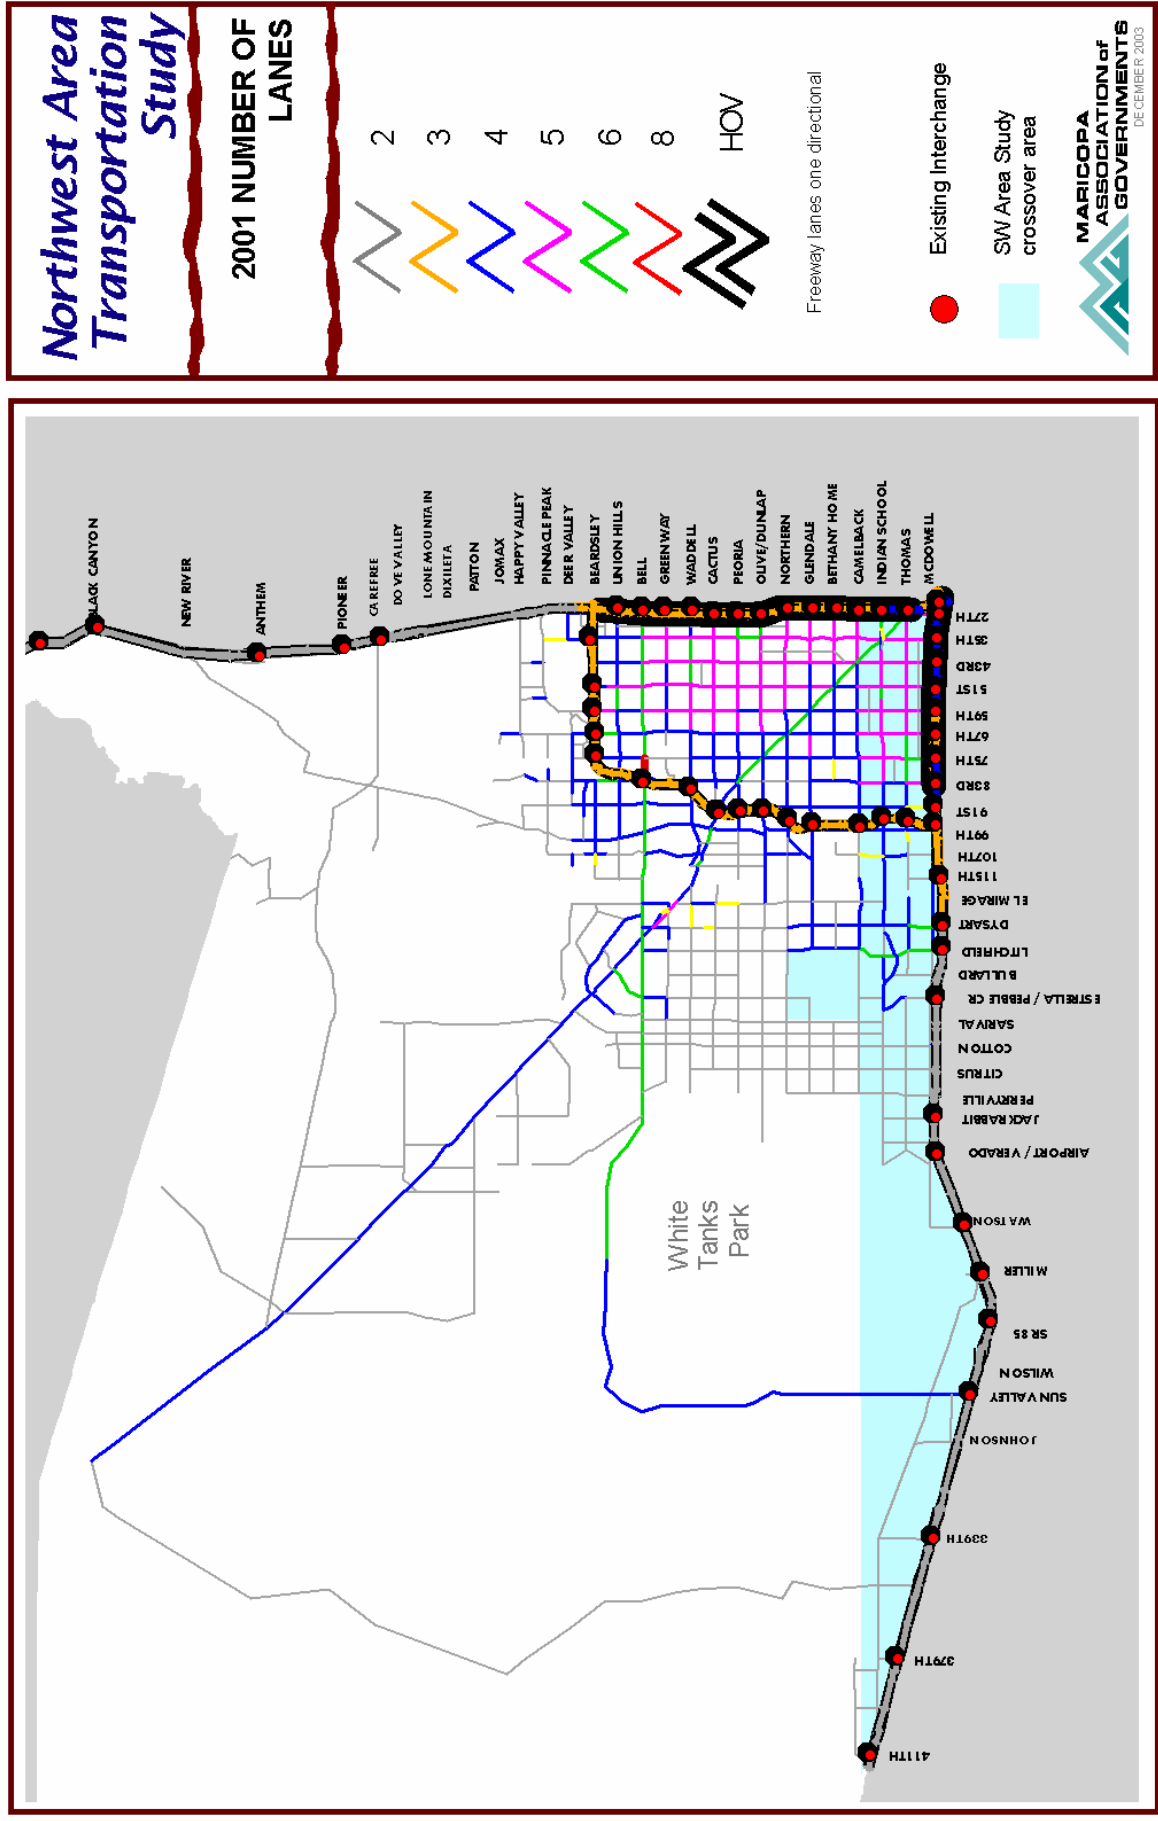 Northwest Area
Transportation
Study
2001 NUMBER OF
LANES
2
3
4
5
6
8
HOV
Freeway lanes one directional
Existing Interchange
SW Area Study
crossover area
MARICOPA
ASSOCIATION of
GOVERNMENTS
DECEMBER 2003
LACK CANYON
NEW RIVER
ANTHEM
PIONEER
CAREFREE
DOVE VALLEY
LONE MOUNTAIN
DIXILETA
PATTON
JOMAX
HAPPY VALLEY
PINNACLE PEAK
DEER VALLEY
BEARDSLEY
UNION HILLS
BELL
GREENWAY
WADDELL
CACTUS
PEORIA
OLIVE/DUNLAP
NORTHERN
GLENDALE
BETHANY HOME
CAMELBACK
INDIAN SCHOOL
THOMAS
MCDOWELL
27TH
35TH
43RD
51ST
59TH
67TH
75TH
83RD
91ST
99TH
107TH
115TH
EL MIRAGE
DYSART
LITCHFIELD
BULLARD
ESTRELLA / PEBBLE CR
SARIVAL
COTTON
CITRUS
PERRYVILLE
JACKRABBIT
AIRPORT / VERADO
WATSON
MILLER
SR 85
WILSON
SUN VALLEY
JOHNSON
339TH
379TH
411TH
White
Tanks
Park